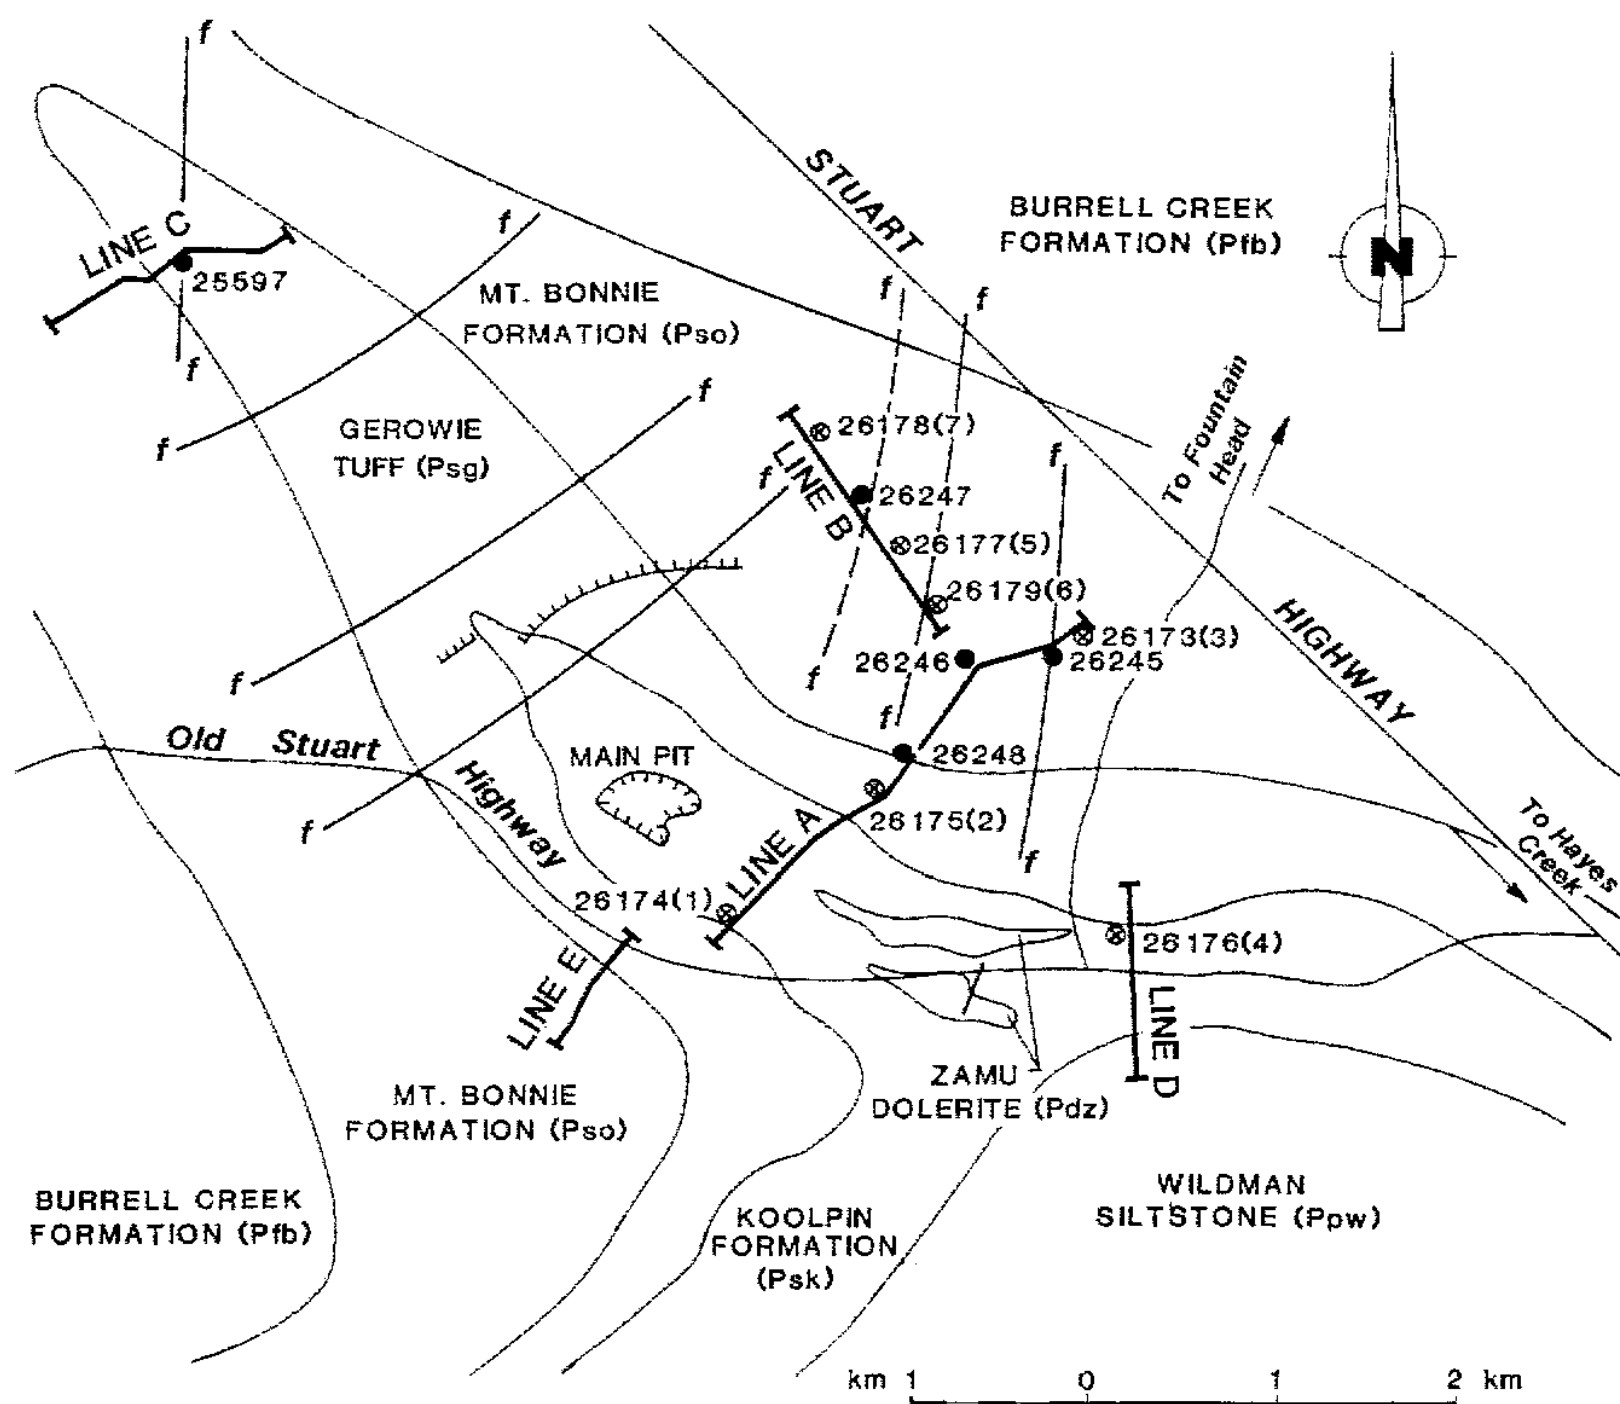 f
STUART
BURRELL CREEK
FORMATION (Pfb)
N
LINE C
f
25597
MT. BONNIE
FORMATION (Pso)
f
f
f
f
f
To Fountain
Head
GEROWIE
TUFF (Psg)
26178(7)
f
f
f
LINE B
26247
26177(5)
26179(6)
26173(3)
HIGHWAY
26246
26245
f
f
f
Old Stuart
Highway
MAIN PIT
26248
26175(2)
f
f
To Hayes
Creek
LINE A
26174(1)
26176(4)
LINE E
LINE D
ZAMU
DOLERITE (Pdz)
MT. BONNIE
FORMATION (Pso)
WILDMAN
SILTSTONE (Ppw)
BURRELL CREEK
FORMATION (Pfb)
KOOLPIN
FORMATION
(Psk)
km 1 0 1 2 km